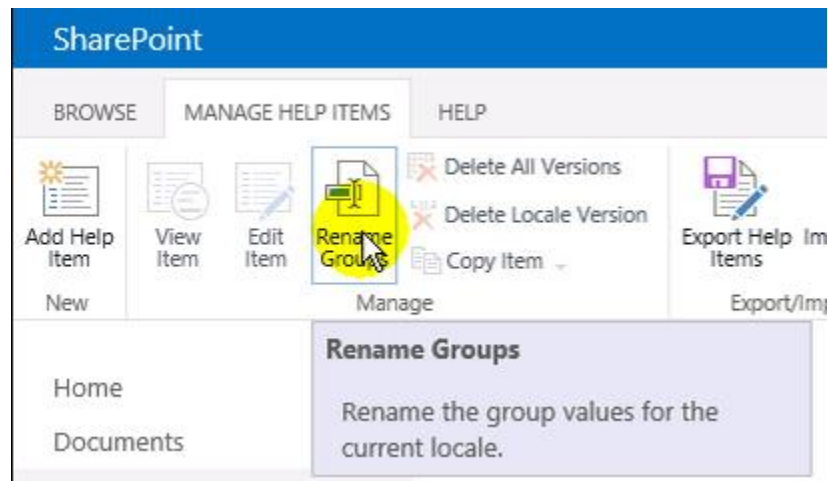 SharePoint
BROWSE MANAGE HELP ITEMS HELP
Add Help
Item
View
Item
Edit
Item
Rename
Groups
Delete All Versions
Delete Locale Version
Copy Item
Export Help
Items
New
Manage
Export/Imp
Rename Groups
Rename the group values for the
current locale.
Home
Documents